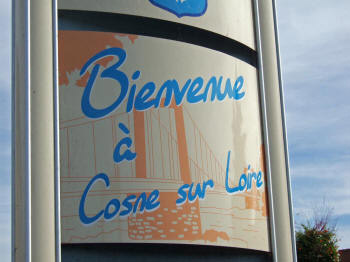 Bienvenue
à
Cosne sur Loire